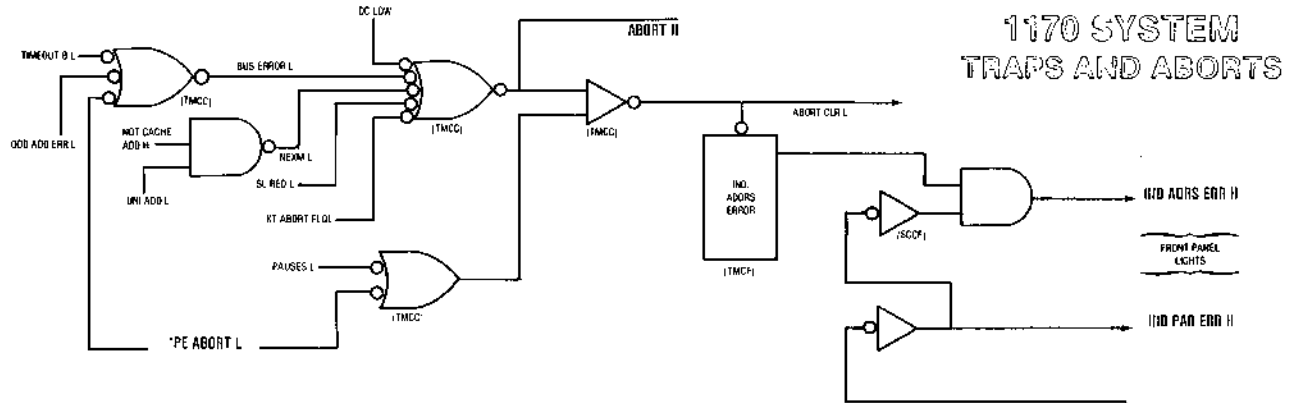 1170 SYSTEM
TRAPS AND ABORTS
DC LOW
ABORT H
TIMEOUT B L
BUS ERROR L
(TMCC)
ODD ADD ERR L
NOT CACHE
ADD H
NEXM L
UNI ADD L
SL RED L
KT ABORT FLQL
(TMCC)
(TMCC)
ABORT CLR L
IND.
ADDRS
ERROR
(TMCF)
(SCCF)
IND ADRS ERR H
FRONT PANEL
LIGHTS
PAUSES L
(TMCC)
*PE ABORT L
IND PAR ERR H